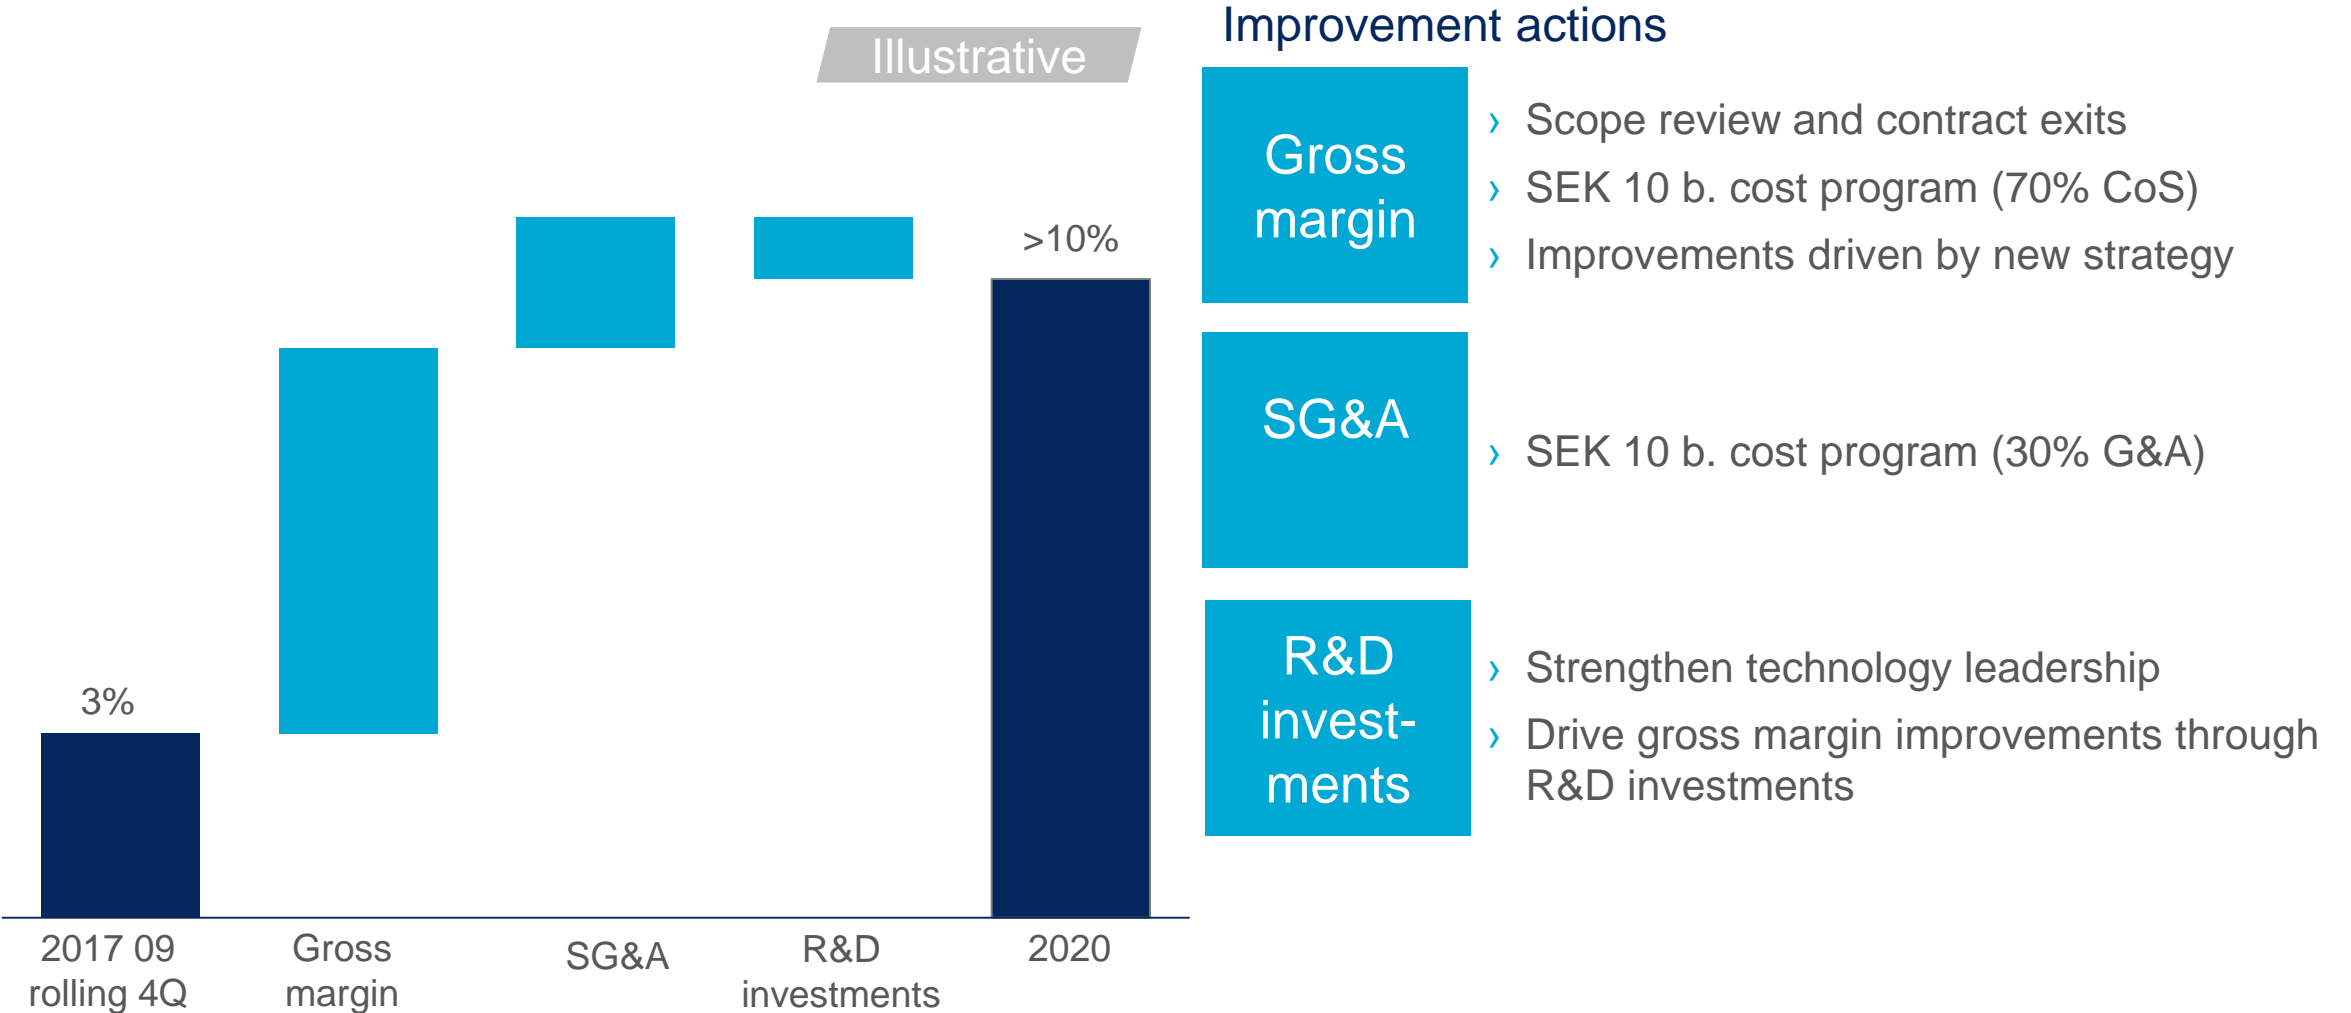 Illustrative
3%
>10%
2017 09
rolling 4Q
Gross
margin
SG&A
R&D
investments
2020
Improvement actions
Gross
margin
› Scope review and contract exits
› SEK 10 b. cost program (70% CoS)
› Improvements driven by new strategy
SG&A
› SEK 10 b. cost program (30% G&A)
R&D
invest-
ments
› Strengthen technology leadership
› Drive gross margin improvements through
R&D investments